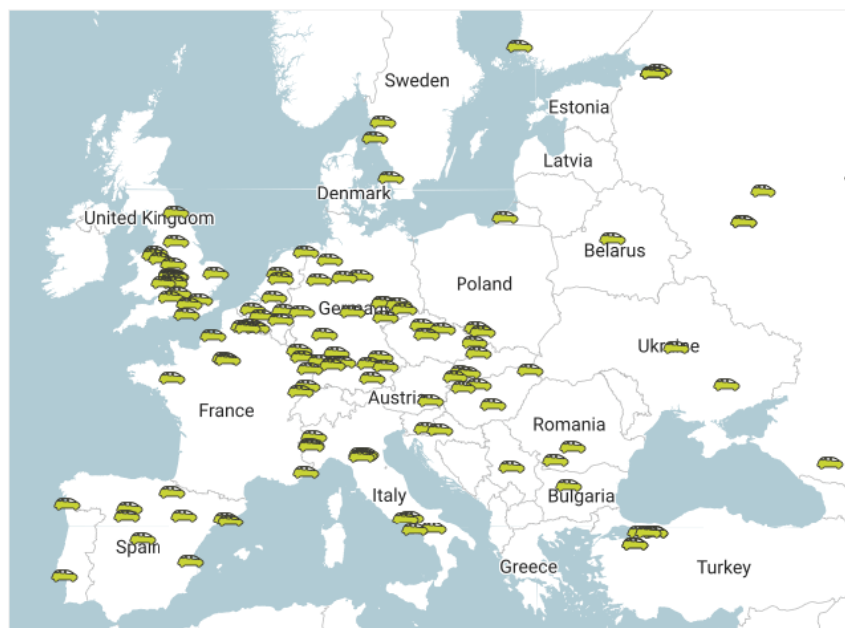 Sweden
Estonia
Latvia
Denmark
United Kingdom
Belarus
Poland
Germany
Ukraine
Austria
France
Romania
Italy
Bulgaria
Spain
Greece
Turkey